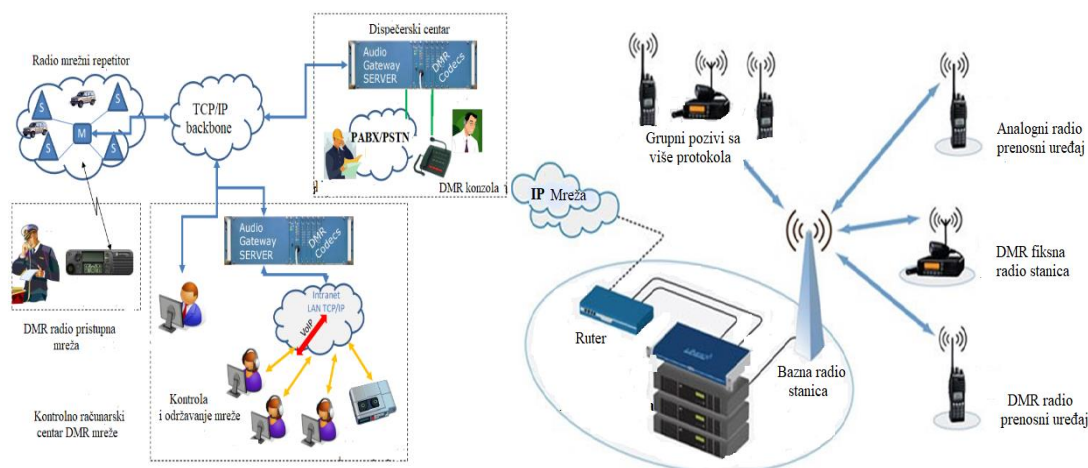 Dispečerski centar
Radio mrežni repetitor
Audio
Gateway
SERVER
DMR
Codecs
S
S
S
S
M
TCP/IP
backbone
PABX/PSTN
DMR konzola
Audio
Gateway
SERVER
DMR
Codecs
Intranet
LAN TCP/IP
VoIP
DMR radio pristupna
mreža
Kontrola
i održavanje mreže
Kontrolno računarski
centar DMR mreže
Grupni pozivi sa
više protokola
IP Mreža
Ruter
Bazna radio
stanica
Analogni radio
prenosni uređaj
DMR fiksna
radio stanica
DMR radio prenosni
uređaj